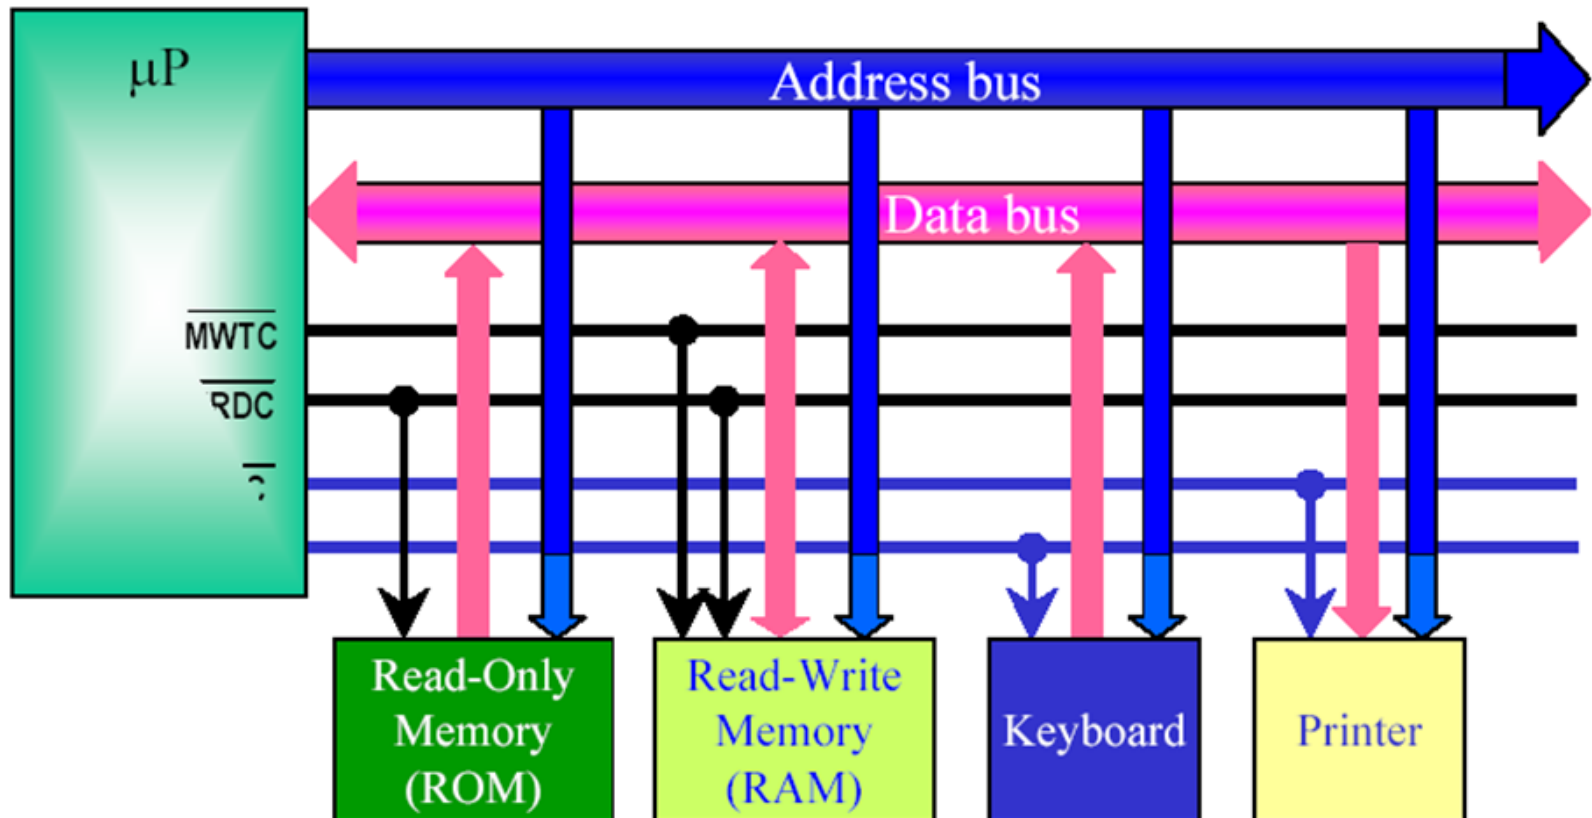 μP
Address bus
Data bus
MWTC
RDC
Read-Only
Memory
(ROM)
Read-Write
Memory
(RAM)
Keyboard
Printer